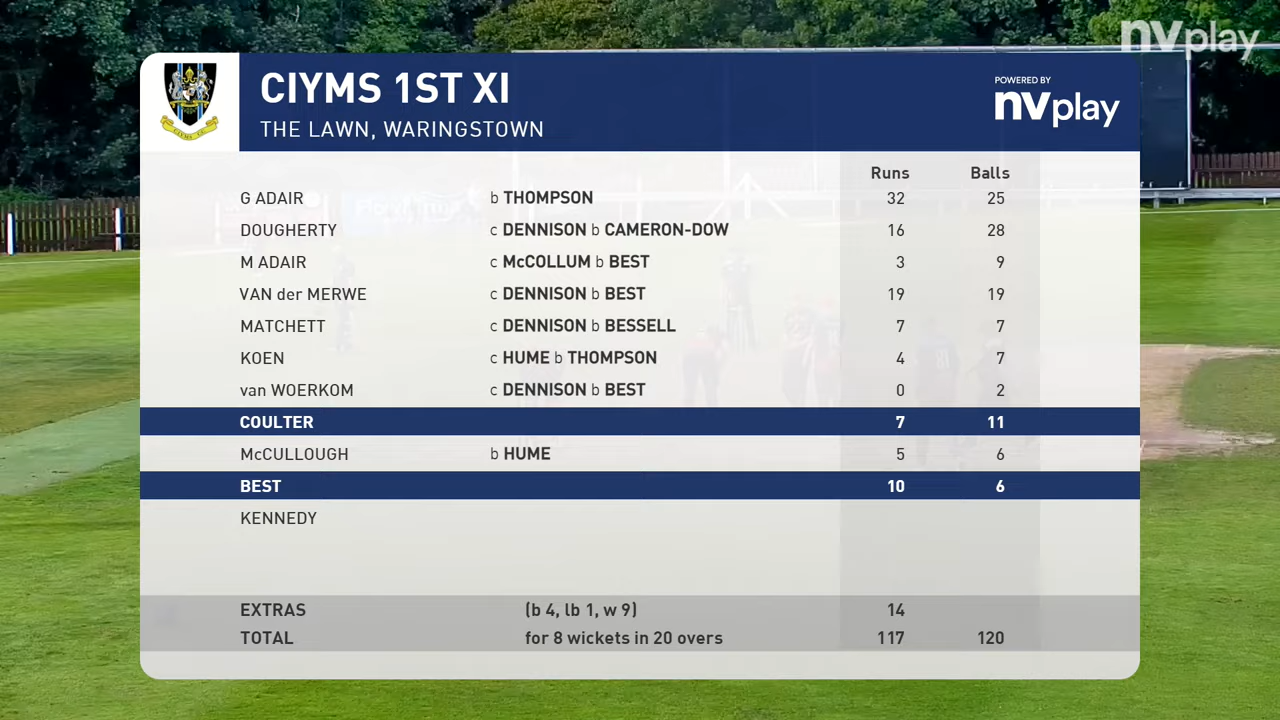 nvplay
CIYMS 1ST XI
THE LAWN, WARINGSTOWN
POWERED BY
nvplay
Runs Balls
G ADAIR b THOMPSON 32 25
DOUGHERTY c DENNISON b CAMERON-DOW 16 28
M ADAIR c McCOLLUM b BEST 3 9
VAN der MERWE c DENNISON b BEST 19 19
MATCHETT c DENNISON b BESSELL 7 7
KOEN c HUME b THOMPSON 4 7
van WOERKOM c DENNISON b BEST 0 2
COULTER 7 11
McCULLOUGH b HUME 5 6
BEST 10 6
KENNEDY
EXTRAS (b 4, lb 1, w 9) 14
TOTAL for 8 wickets in 20 overs 117 120